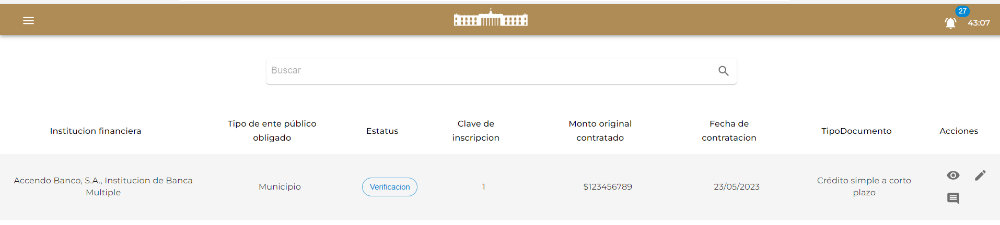 27
43:07
Buscar
Institucion financiera
Tipo de ente público
obligado
Estatus
Clave de
inscripcion
Monto original
contratado
Fecha de
contratacion
TipoDocumento
Acciones
Accendo Banco, S.A., Institucion de Banca
Multiple
Municipio
Verificacion
1
$123456789
23/05/2023
Crédito simple a corto
plazo